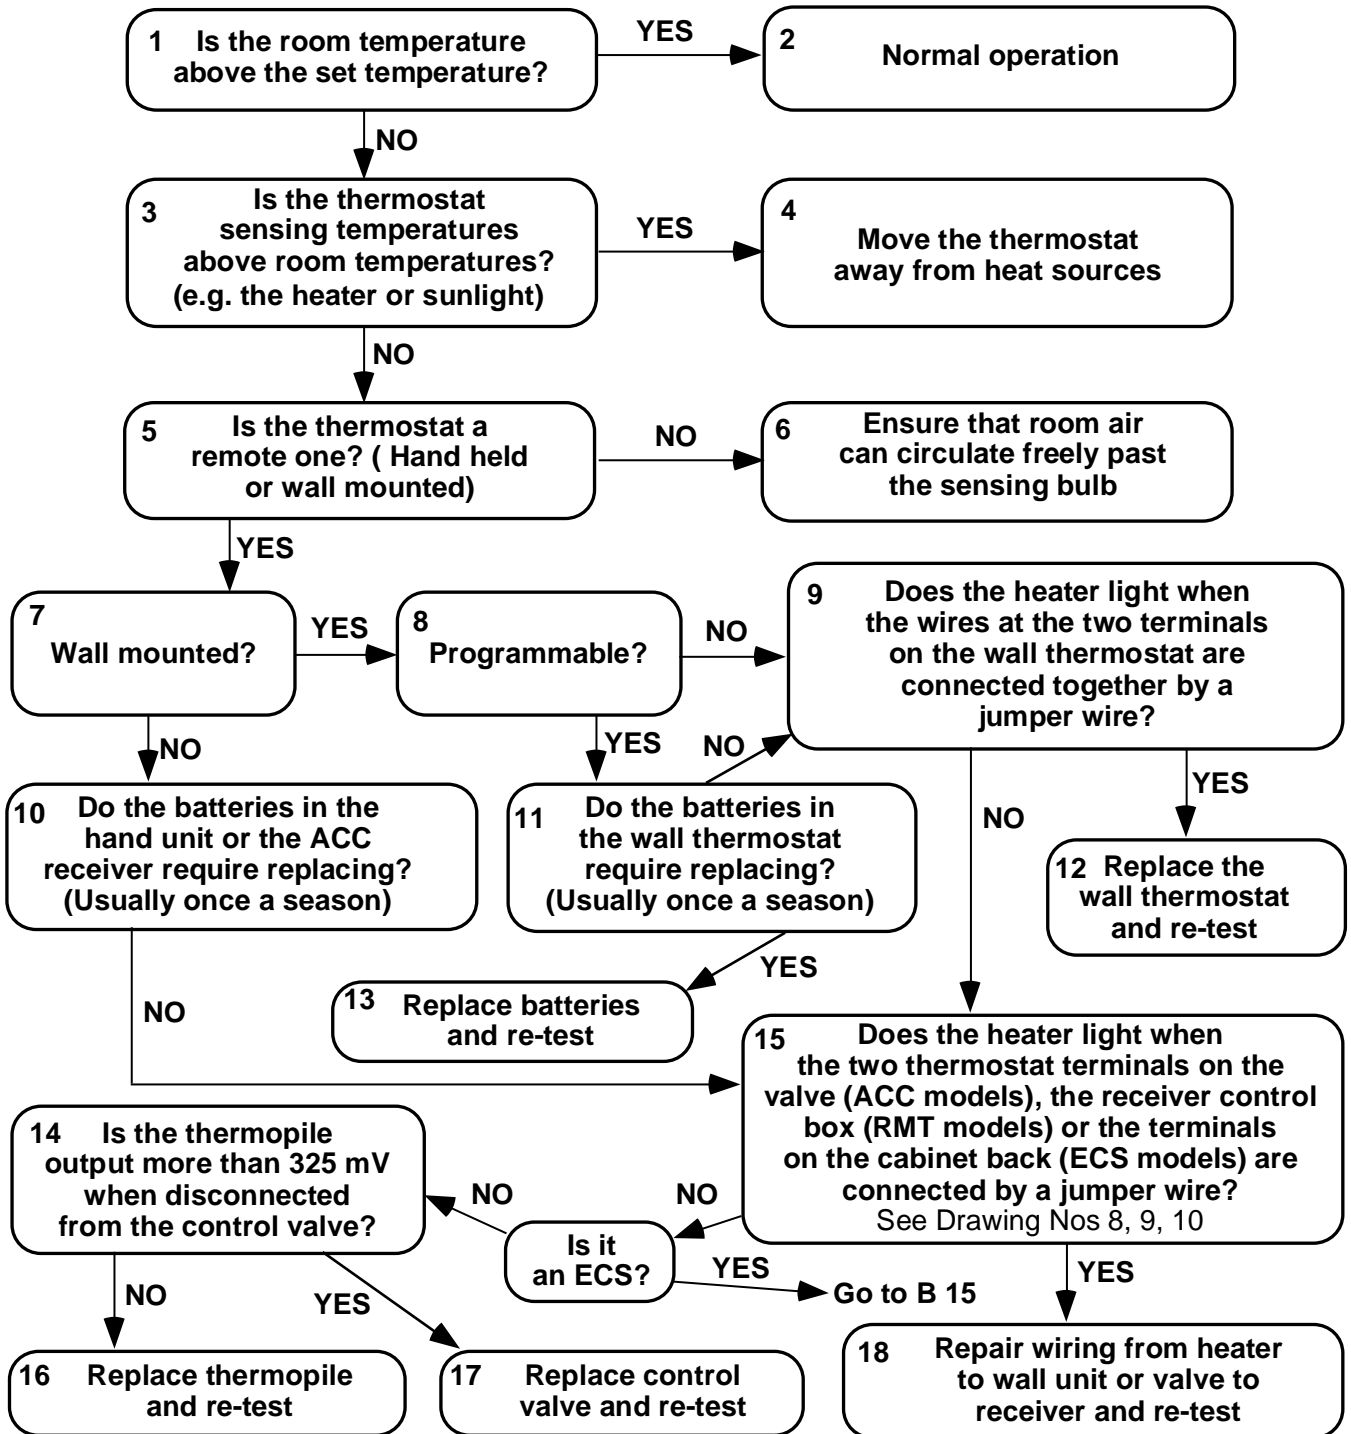 1 Is the room temperature
above the set temperature?
YES
2 Normal operation
NO
3 Is the thermostat
sensing temperatures
above room temperatures?
(e.g. the heater or sunlight)
YES
4 Move the thermostat
away from heat sources
NO
5 Is the thermostat a
remote one? ( Hand held
or wall mounted)
NO
6 Ensure that room air
can circulate freely past
the sensing bulb
YES
7
Wall mounted?
YES
8
Programmable?
NO
9 Does the heater light when
the wires at the two terminals
on the wall thermostat are
connected together by a
jumper wire?
NO
YES
NO
YES
NO
10 Do the batteries in the
hand unit or the ACC
receiver require replacing?
(Usually once a season)
11 Do the batteries in
the wall thermostat
require replacing?
(Usually once a season)
12 Replace the
wall thermostat
and re-test
YES
13 Replace batteries
and re-test
NO
15 Does the heater light when
the two thermostat terminals on the
valve (ACC models), the receiver control
box (RMT models) or the terminals
on the cabinet back (ECS models) are
connected by a jumper wire?
See Drawing Nos 8, 9, 10
14 Is the thermopile
output more than 325 mV
when disconnected
from the control valve?
NO
NO
Is it
an ECS?
YES
Go to B 15
YES
NO
YES
16 Replace thermopile
and re-test
17 Replace control
valve and re-test
18 Repair wiring from heater
to wall unit or valve to
receiver and re-test